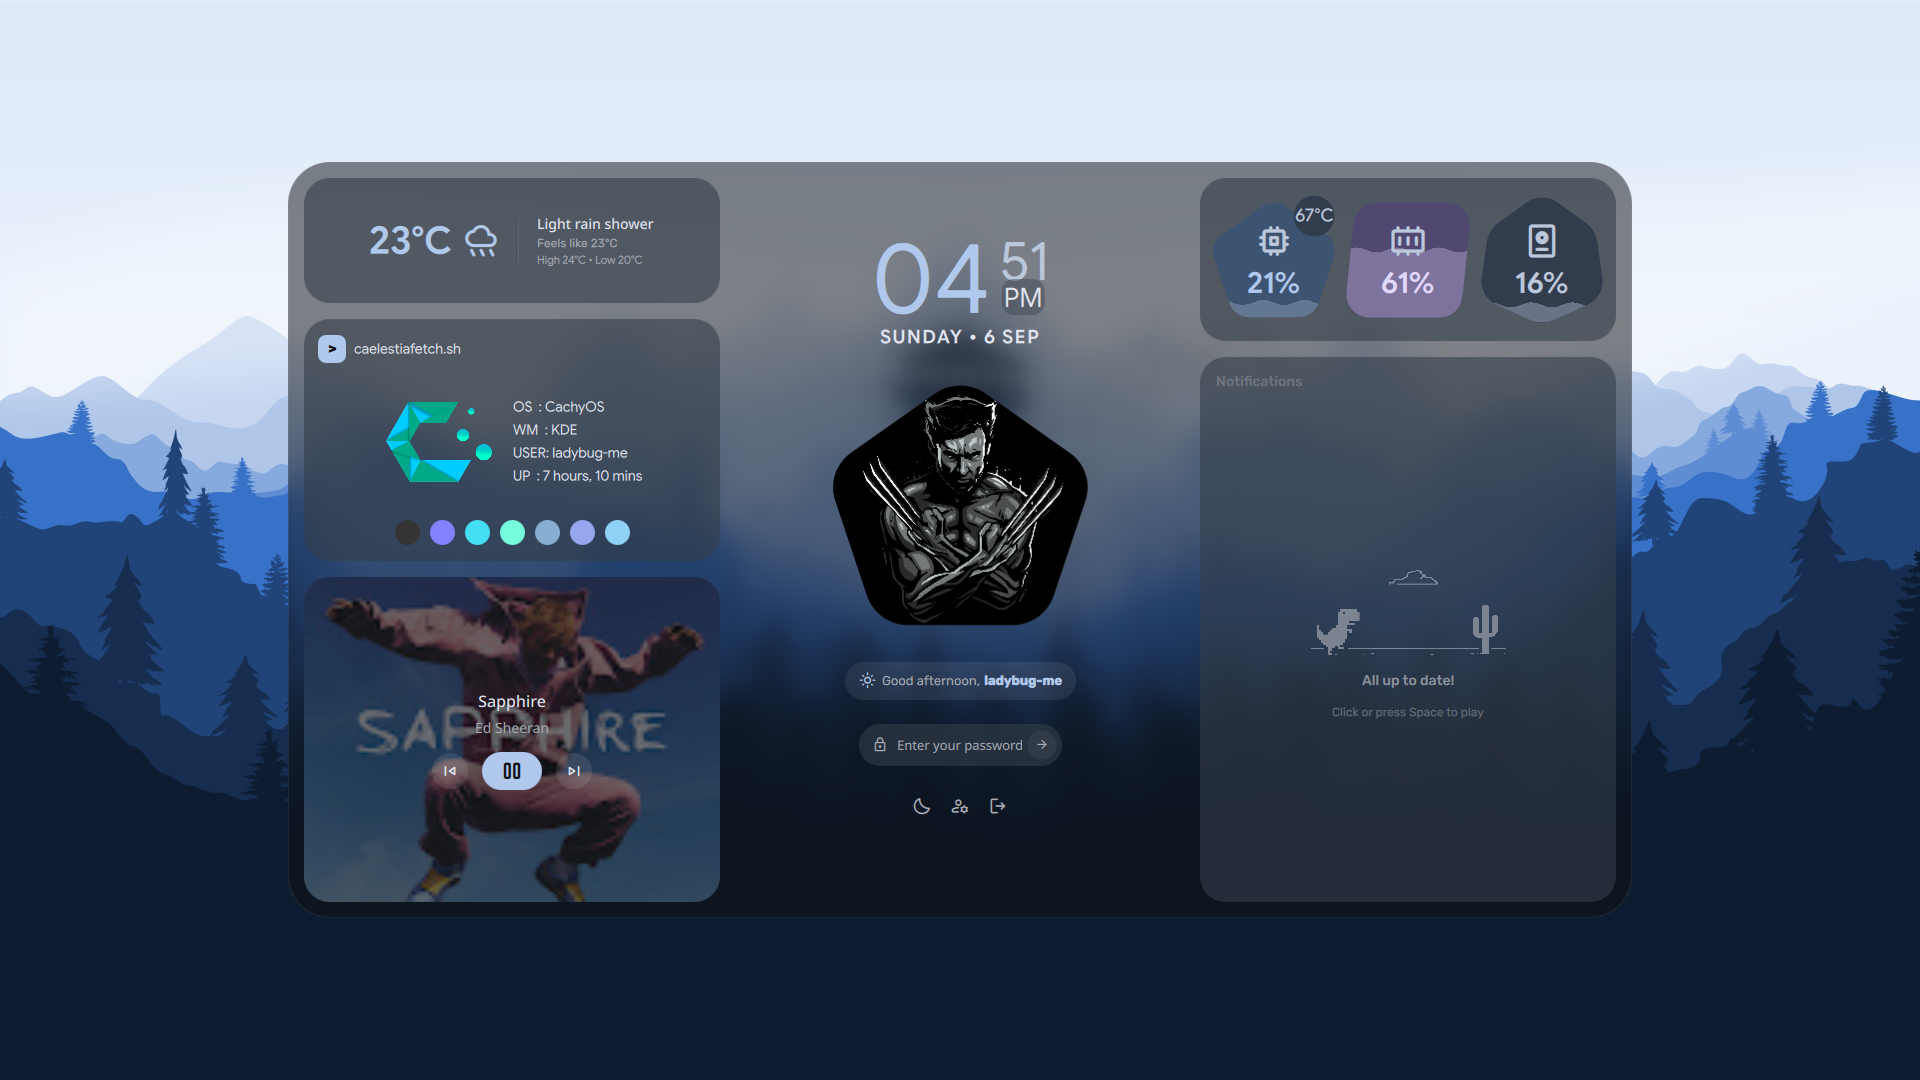 23°C
Light rain shower
Feels like 23°C
High 24°C • Low 20°C
> caelestiafetch.sh
OS : CachyOS
WM : KDE
USER: ladybug-me
UP : 7 hours, 10 mins
SAPPHIRE
Sapphire
Ed Sheeran
04 51
PM
SUNDAY • 6 SEP
Good afternoon, ladybug-me
Enter your password
67°C
21%
61%
16%
Notifications
All up to date!
Click or press Space to play